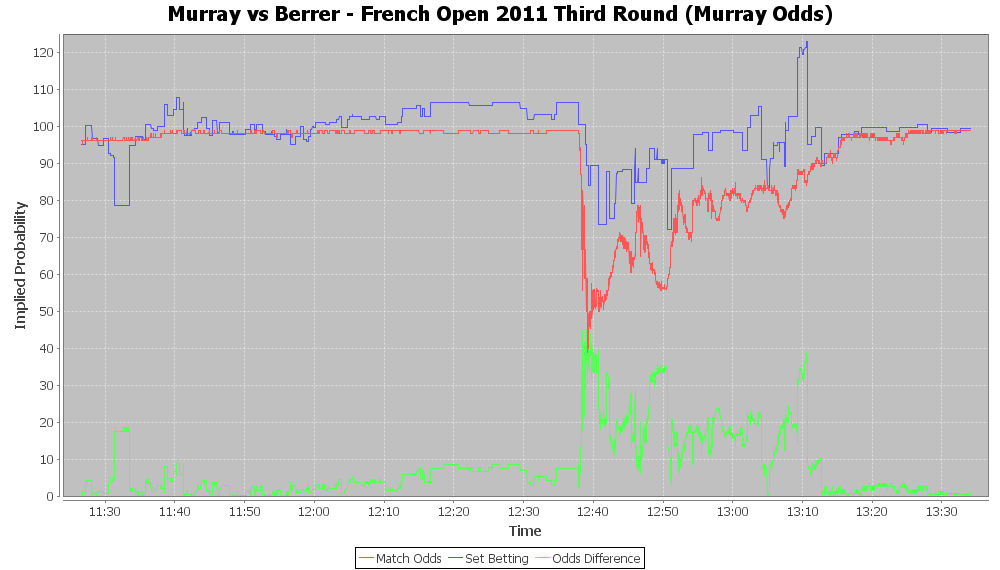 Murray vs Berrer - French Open 2011 Third Round (Murray Odds)
Implied Probability
120
110
100
90
80
70
60
50
40
30
20
10
0
11:30 11:40 11:50 12:00 12:10 12:20 12:30 12:40 12:50 13:00 13:10 13:20 13:30
Time
Match Odds Set Betting Odds Difference